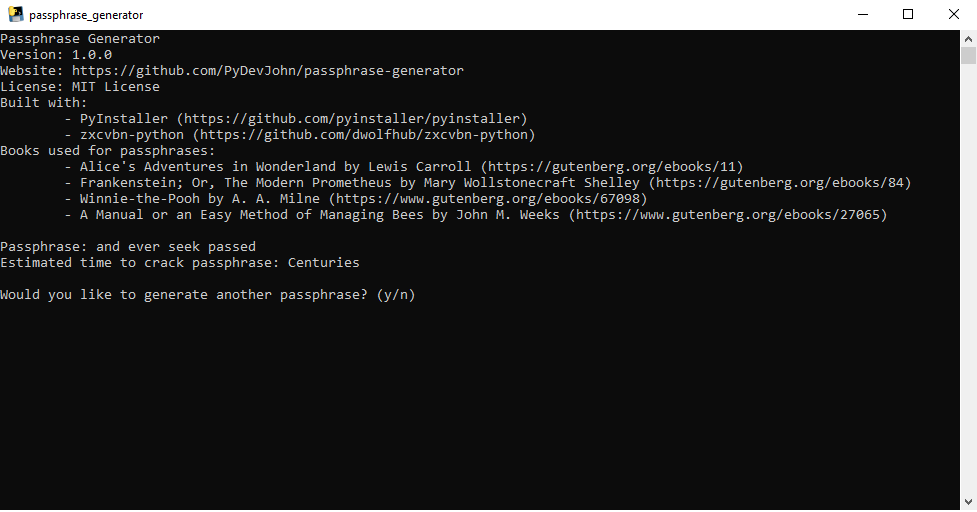 passphrase_generator
Passphrase Generator
Version: 1.0.0
Website: https://github.com/PyDevJohn/passphrase-generator
License: MIT License
Built with:
- PyInstaller (https://github.com/pyinstaller/pyinstaller)
- zxcvbn-python (https://github.com/dwolfhub/zxcvbn-python)
Books used for passphrases:
- Alice's Adventures in Wonderland by Lewis Carroll (https://gutenberg.org/ebooks/11)
- Frankenstein; Or, The Modern Prometheus by Mary Wollstonecraft Shelley (https://gutenberg.org/ebooks/84)
- Winnie-the-Pooh by A. A. Milne (https://www.gutenberg.org/ebooks/67098)
- A Manual or an Easy Method of Managing Bees by John M. Weeks (https://www.gutenberg.org/ebooks/27065)
Passphrase: and ever seek passed
Estimated time to crack passphrase: Centuries
Would you like to generate another passphrase? (y/n)